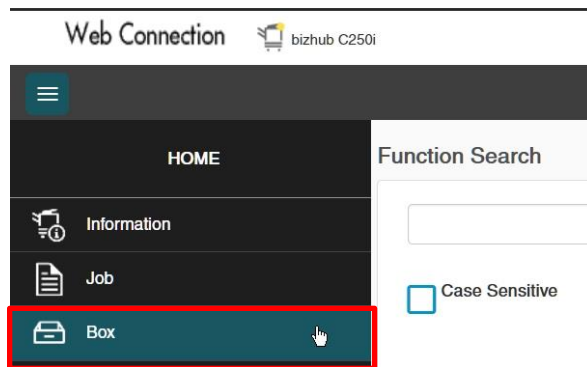 Web Connection
bizhub C250i
HOME
Function Search
Information
Job
Case Sensitive
Box